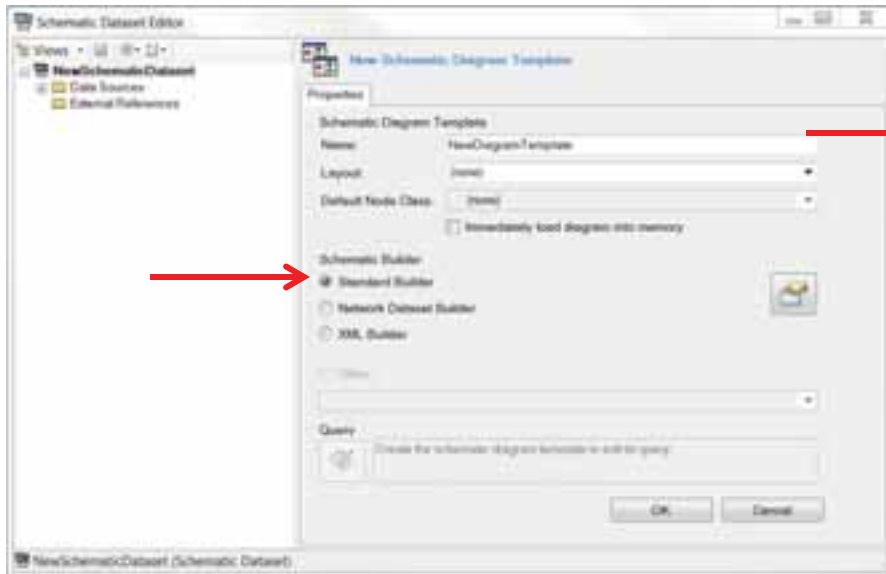 Schematic Dataset Editor
Views
NewSchematicDataset
Data Sources
External References
New Schematic Diagram Template
Properties
Schematic Diagram Template
Name: NewDiagramTemplate
Layout: (none)
Default Node Class: (none)
Immediately load diagram into memory
Schematic Builder
Standard Builder
Network Dataset Builder
XML Builder
Query
Create the schematic diagram template to edit its query
OK
Cancel
NewSchematicDataset (Schematic Dataset)